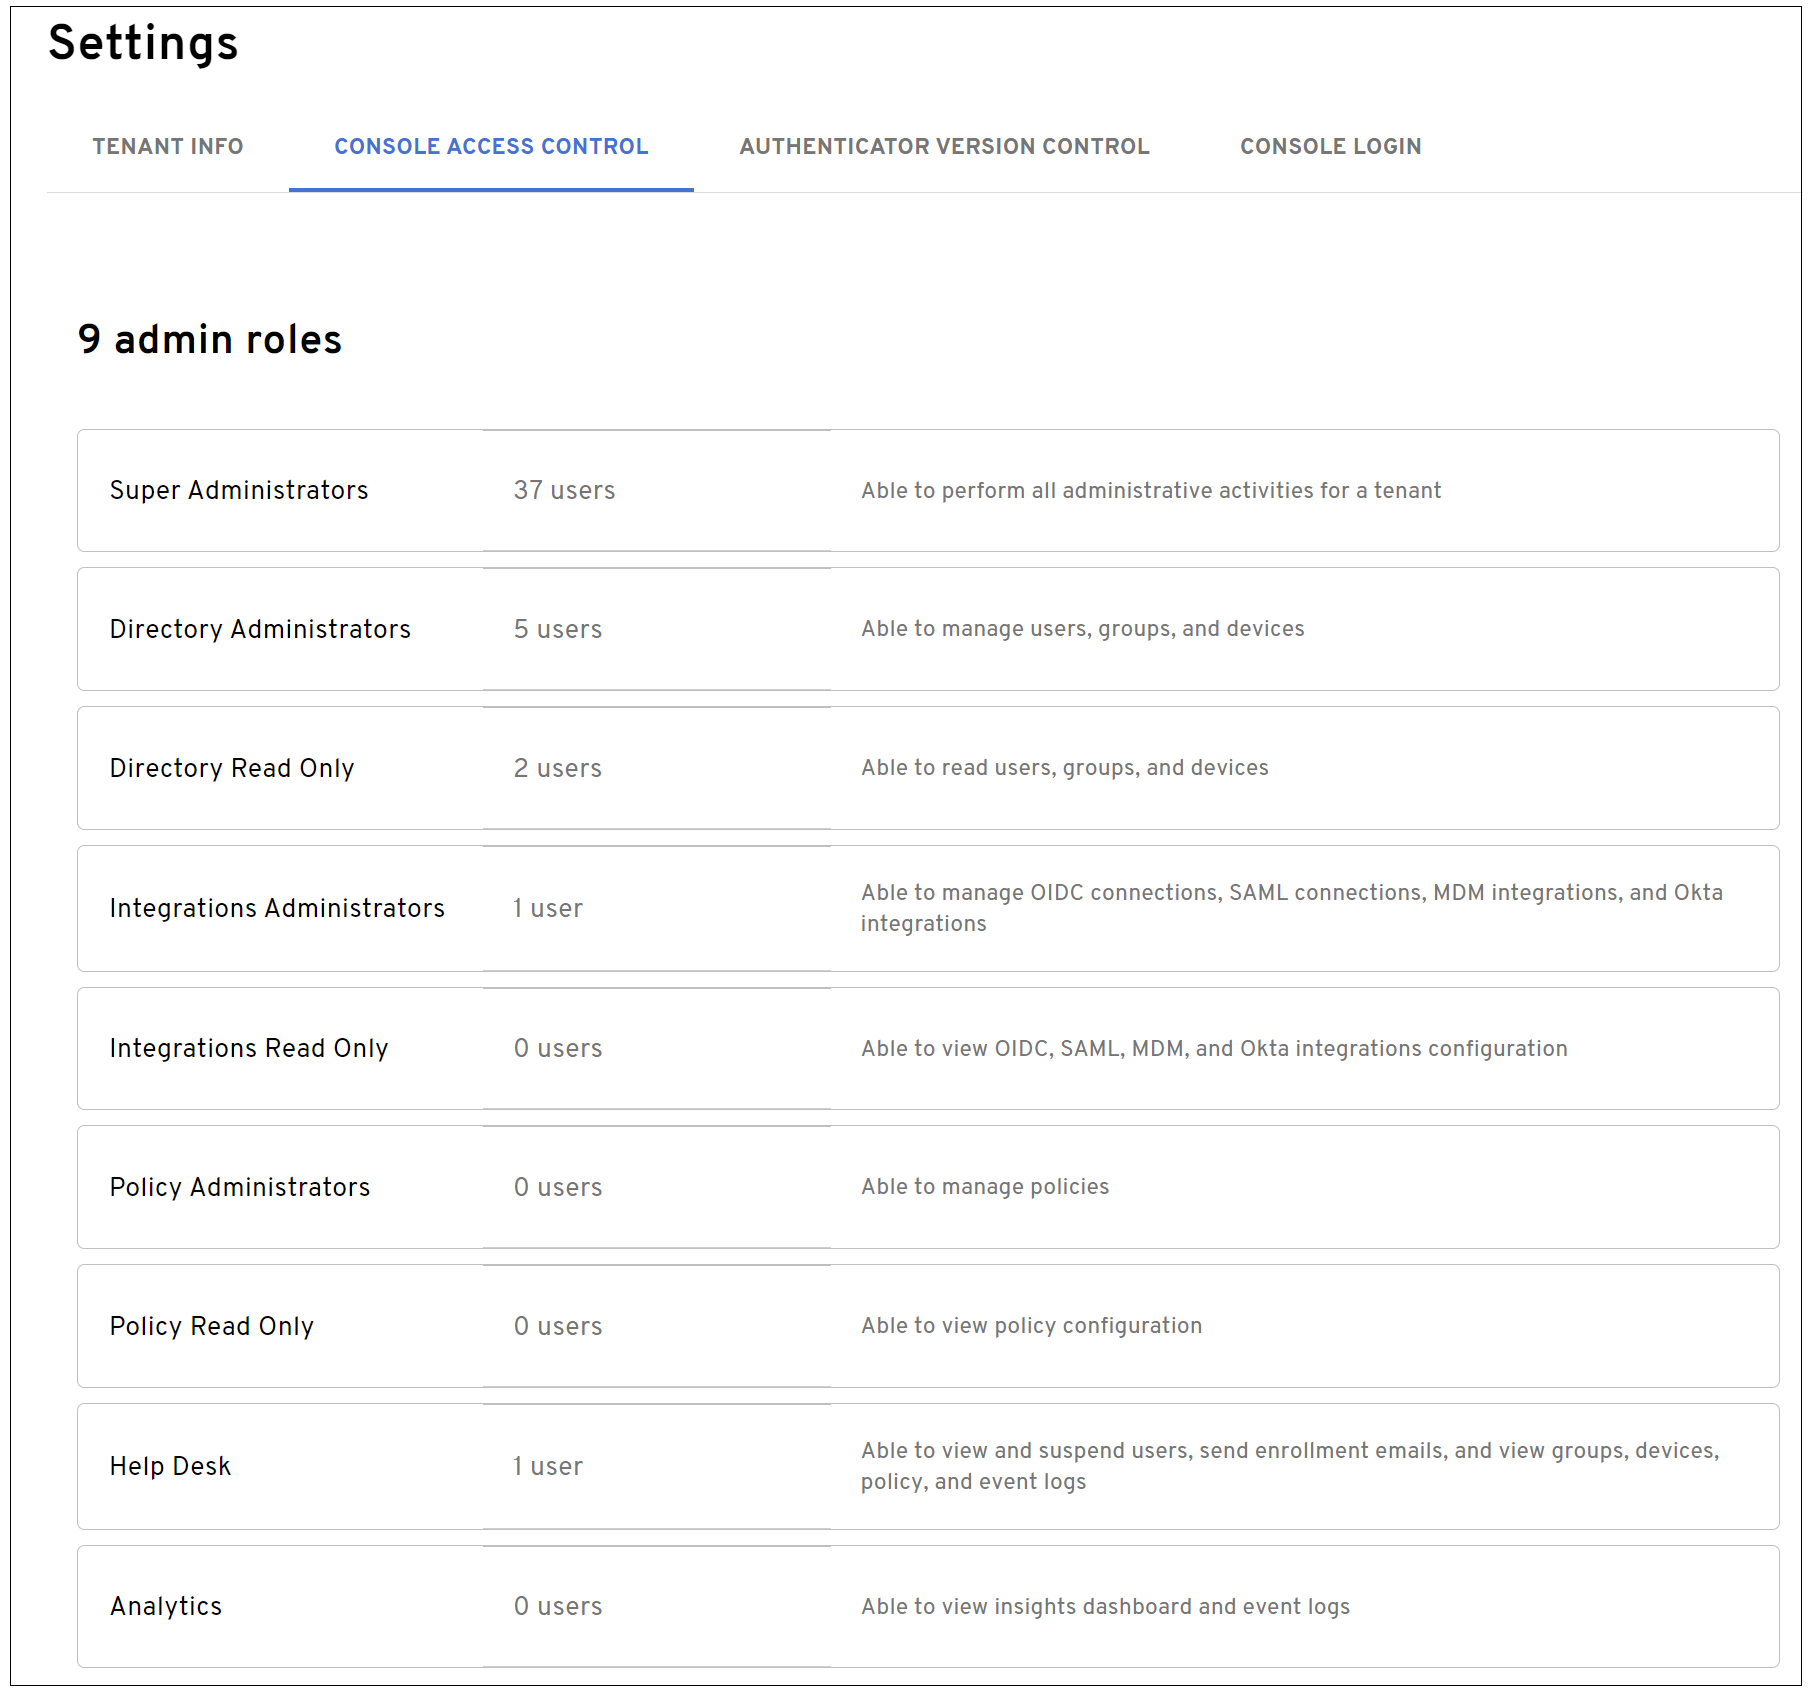 Settings
TENANT INFO
CONSOLE ACCESS CONTROL
AUTHENTICATOR VERSION CONTROL
CONSOLE LOGIN
9 admin roles
Super Administrators
37 users
Able to perform all administrative activities for a tenant
Directory Administrators
5 users
Able to manage users, groups, and devices
Directory Read Only
2 users
Able to read users, groups, and devices
Integrations Administrators
1 user
Able to manage OIDC connections, SAML connections, MDM integrations, and Okta
integrations
Integrations Read Only
0 users
Able to view OIDC, SAML, MDM, and Okta integrations configuration
Policy Administrators
0 users
Able to manage policies
Policy Read Only
0 users
Able to view policy configuration
Help Desk
1 user
Able to view and suspend users, send enrollment emails, and view groups, devices,
policy, and event logs
Analytics
0 users
Able to view insights dashboard and event logs